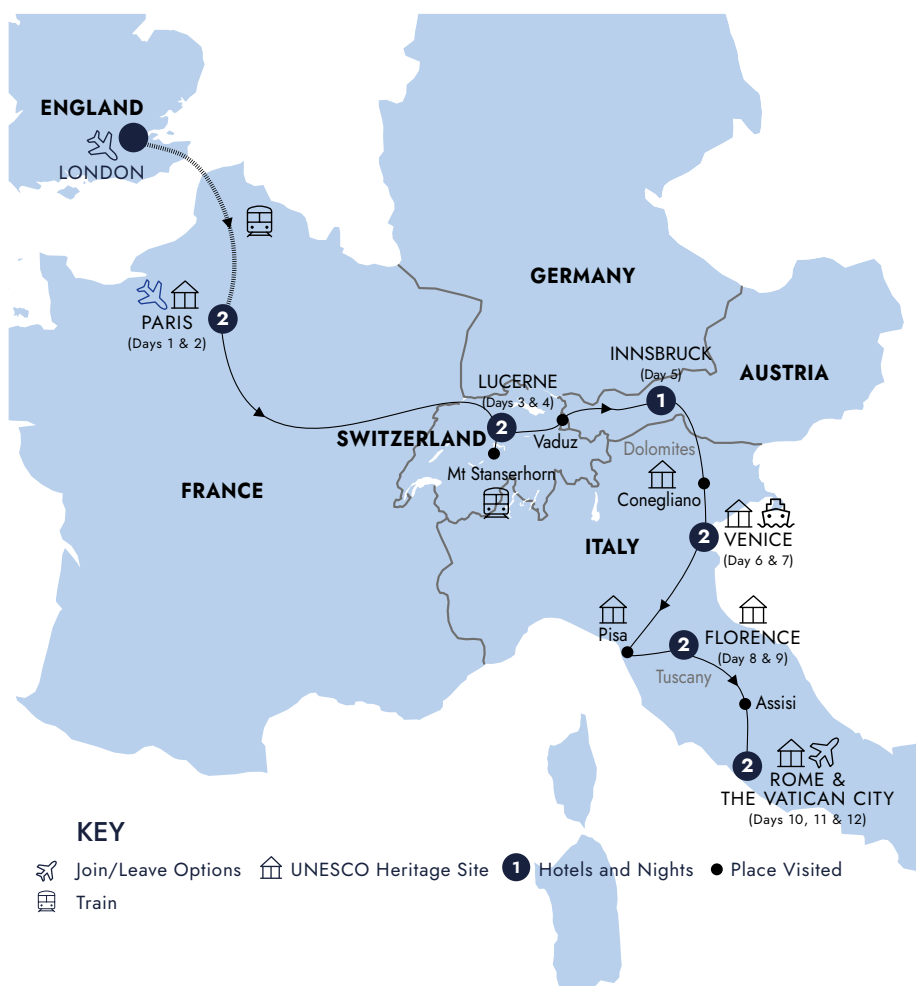 ENGLAND
LONDON
PARIS
2
(Days 1 & 2)
GERMANY
INNSBRUCK
(Day 5)
1
AUSTRIA
LUCERNE
(Days 3 & 4)
2
SWITZERLAND
Vaduz
Mt Stanserhorn
Dolomites
Conegliano
FRANCE
ITALY
2
VENICE
(Day 6 & 7)
Pisa
2
FLORENCE
(Day 8 & 9)
Tuscany
Assisi
2
ROME &
THE VATICAN CITY
(Days 10, 11 & 12)
KEY
Join/Leave Options
UNESCO Heritage Site
1 Hotels and Nights
Place Visited
Train